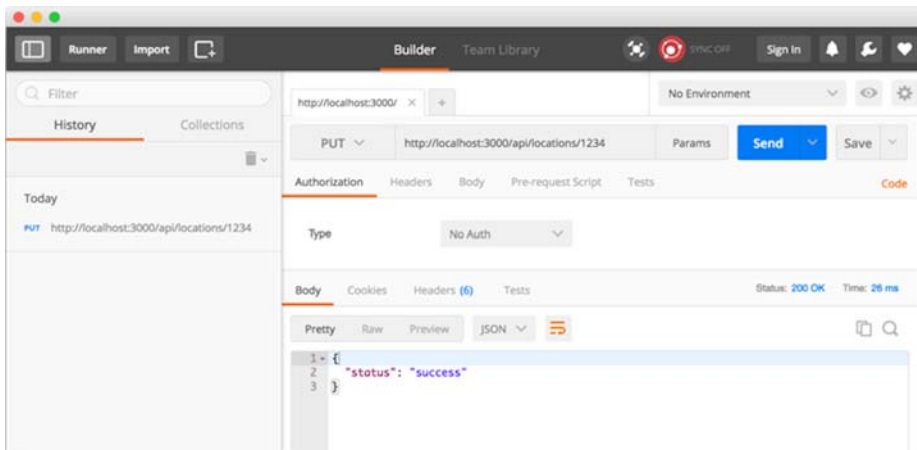 Runner Import Builder Team Library SYNC OFF Sign In
Filter
History Collections
Today
PUT http://localhost:3000/api/locations/1234
http://localhost:3000/ No Environment
PUT http://localhost:3000/api/locations/1234 Params Send Save
Authorization Headers Body Pre-request Script Tests Code
Type No Auth
Body Cookies Headers (6) Tests Status: 200 OK Time: 26 ms
Pretty Raw Preview JSON
1 {
2 "status": "success"
3 }